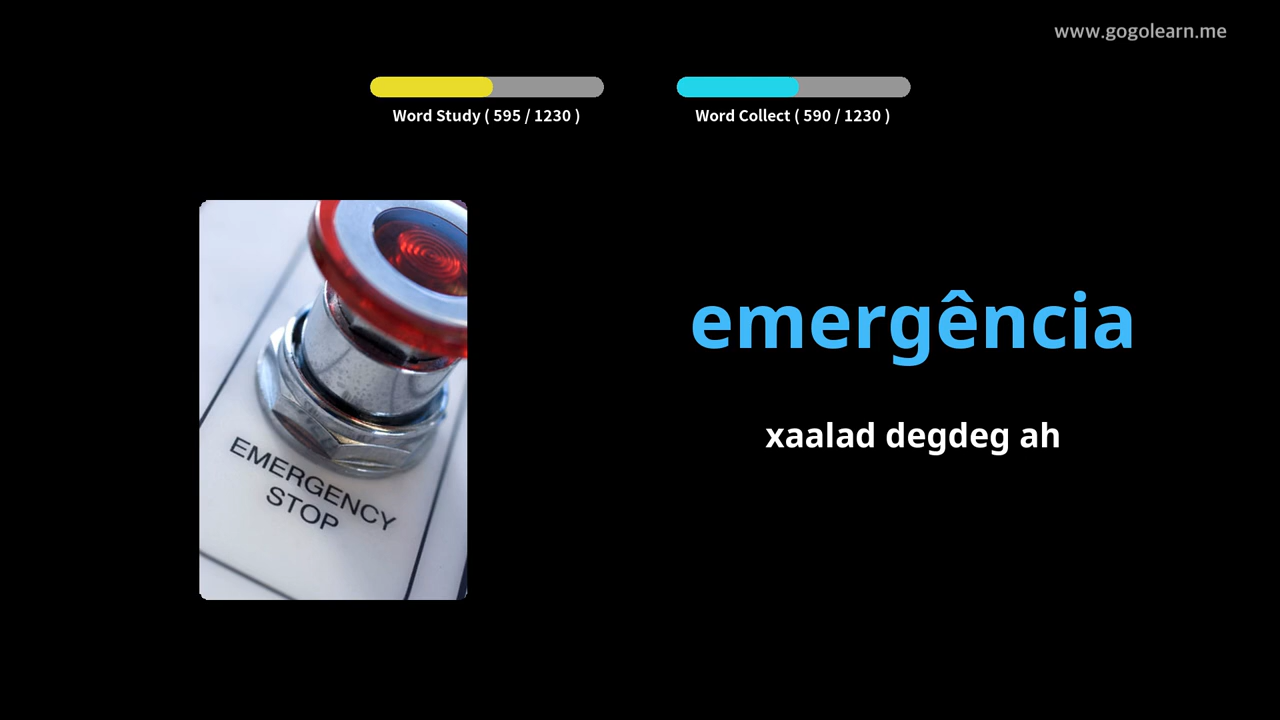 www.gogolearn.me
Word Study ( 595 / 1230 )
Word Collect ( 590 / 1230 )
EMERGENCY
STOP
emergência
xaalad degdeg ah